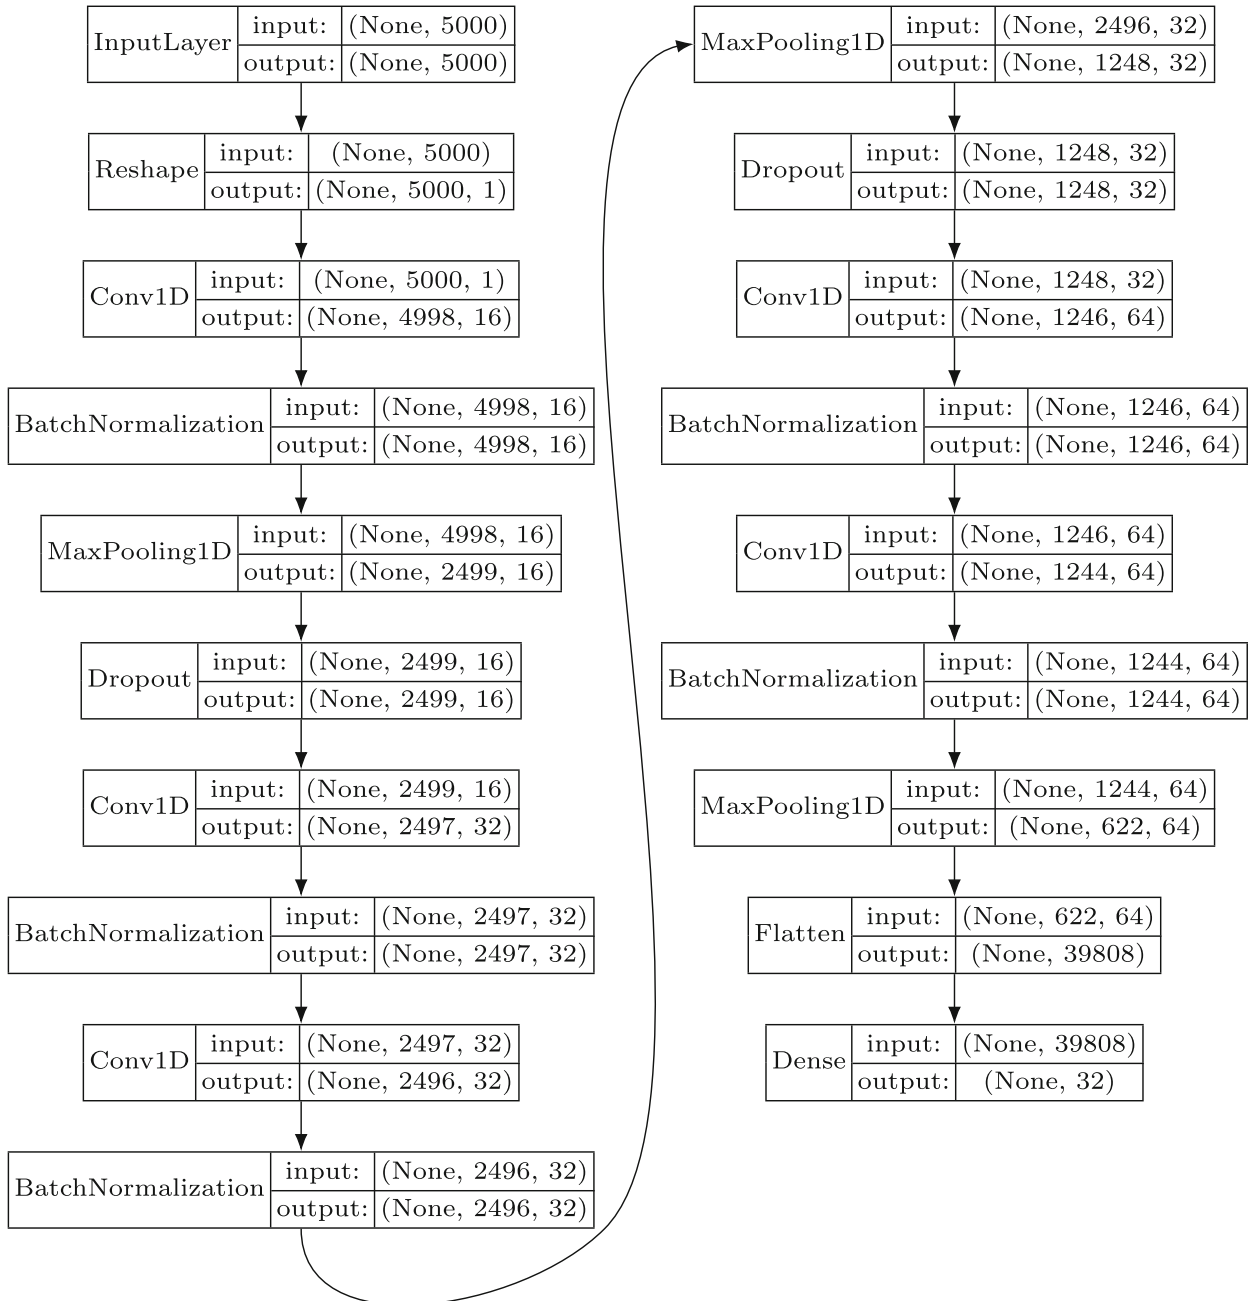 InputLayer
input: (None, 5000)
output: (None, 5000)
Reshape
input: (None, 5000)
output: (None, 5000, 1)
Conv1D
input: (None, 5000, 1)
output: (None, 4998, 16)
BatchNormalization
input: (None, 4998, 16)
output: (None, 4998, 16)
MaxPooling1D
input: (None, 4998, 16)
output: (None, 2499, 16)
Dropout
input: (None, 2499, 16)
output: (None, 2499, 16)
Conv1D
input: (None, 2499, 16)
output: (None, 2497, 32)
BatchNormalization
input: (None, 2497, 32)
output: (None, 2497, 32)
Conv1D
input: (None, 2497, 32)
output: (None, 2496, 32)
BatchNormalization
input: (None, 2496, 32)
output: (None, 2496, 32)
MaxPooling1D
input: (None, 2496, 32)
output: (None, 1248, 32)
Dropout
input: (None, 1248, 32)
output: (None, 1248, 32)
Conv1D
input: (None, 1248, 32)
output: (None, 1246, 64)
BatchNormalization
input: (None, 1246, 64)
output: (None, 1246, 64)
Conv1D
input: (None, 1246, 64)
output: (None, 1244, 64)
BatchNormalization
input: (None, 1244, 64)
output: (None, 1244, 64)
MaxPooling1D
input: (None, 1244, 64)
output: (None, 622, 64)
Flatten
input: (None, 622, 64)
output: (None, 39808)
Dense
input: (None, 39808)
output: (None, 32)